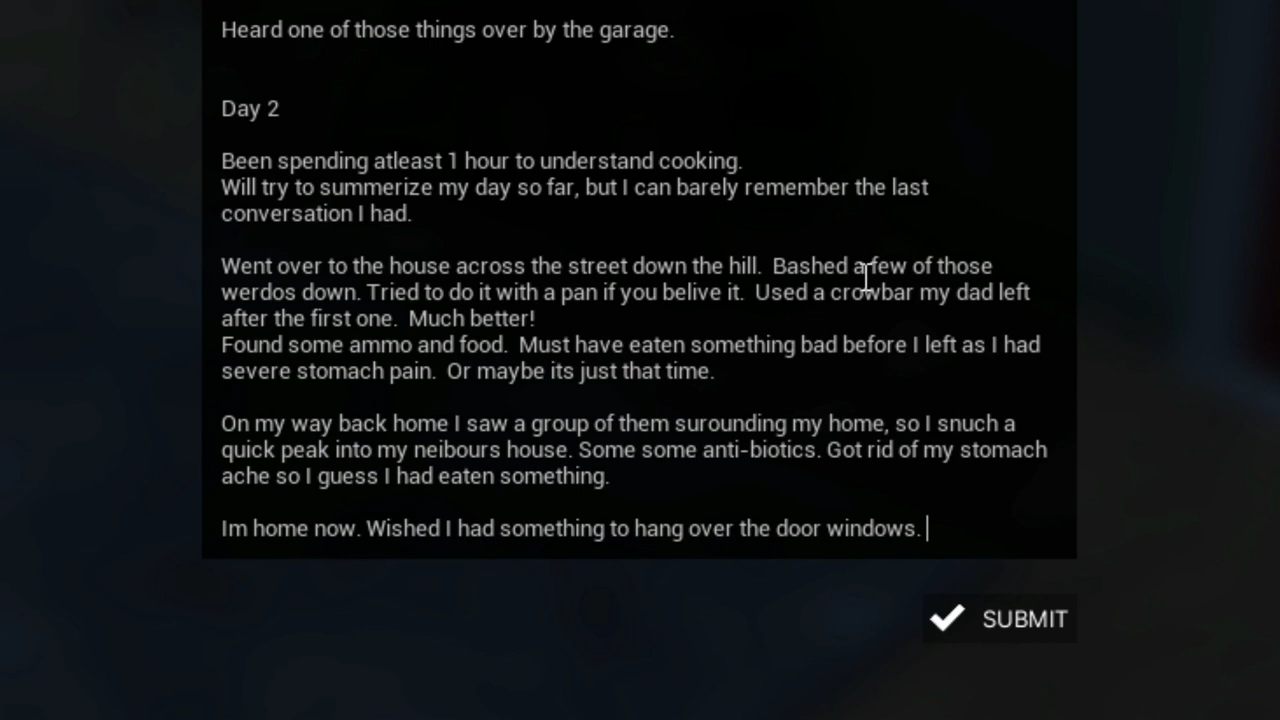 Heard one of those things over by the garage.
Day 2
Been spending atleast 1 hour to understand cooking.
Will try to summerize my day so far, but I can barely remember the last
conversation I had.
Went over to the house across the street down the hill.  Bashed a few of those
werdos down. Tried to do it with a pan if you belive it.  Used a crowbar my dad left
after the first one.  Much better!
Found some ammo and food.  Must have eaten something bad before I left as I had
severe stomach pain.  Or maybe its just that time.
On my way back home I saw a group of them surounding my home, so I snuch a
quick peak into my neibours house. Some some anti-biotics. Got rid of my stomach
ache so I guess I had eaten something.
Im home now. Wished I had something to hang over the door windows.
SUBMIT